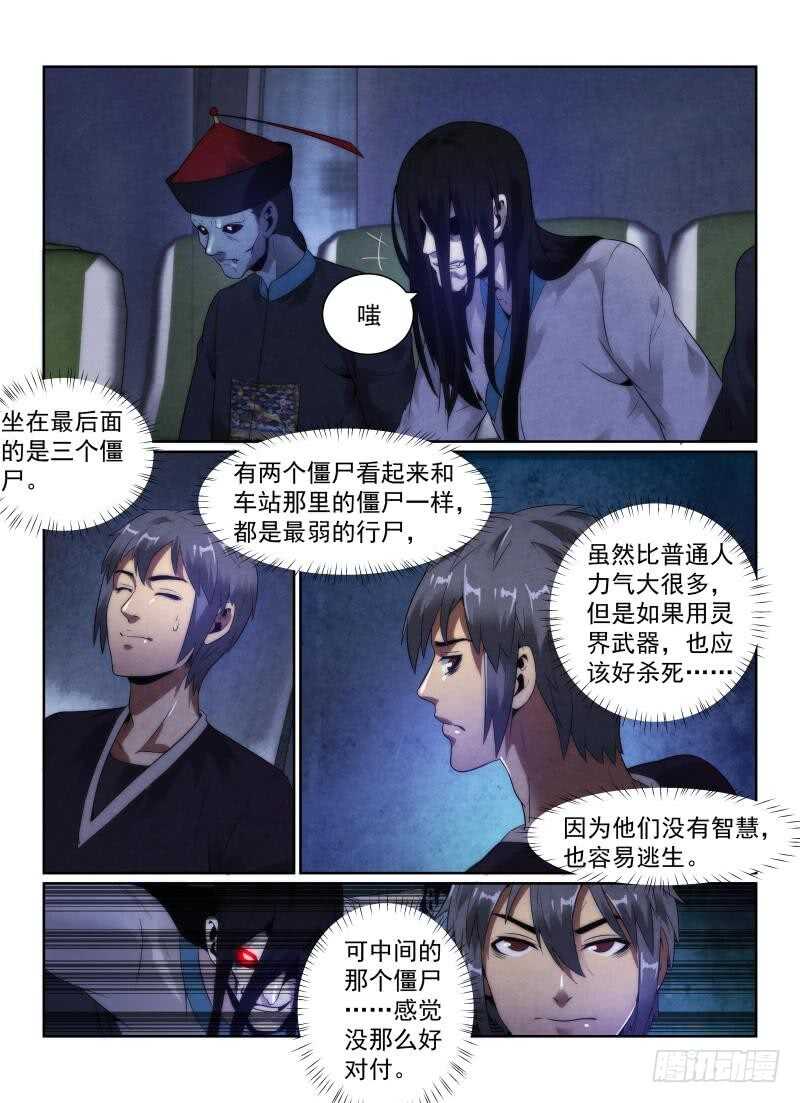 嗤
坐在最后面
的是三个僵
尸。
有两个僵尸看起来和
车站那里的僵尸一样，
都是最弱的行尸，
虽然比普通人
力气大很多，
但是如果用灵
界武器，也应
该好杀死……
因为他们没有智慧，
也容易逃生。
可中间的
那个僵尸
……感觉
没那么好
对付。
腾讯动漫